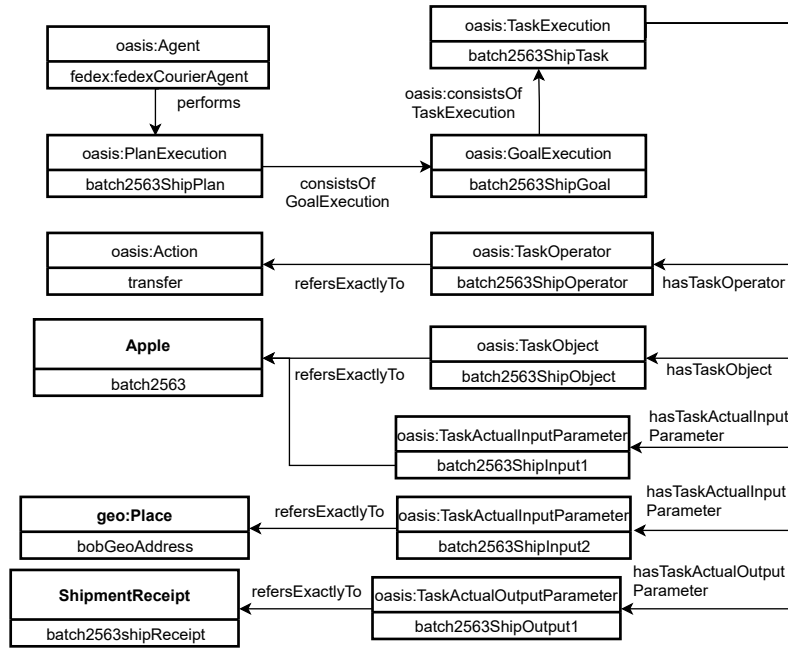 oasis:Agent
fedex:fedexCourierAgent
performs
oasis:TaskExecution
batch2563ShipTask
oasis:consistsOf
TaskExecution
oasis:PlanExecution
batch2563ShipPlan
consistsOf
GoalExecution
oasis:GoalExecution
batch2563ShipGoal
oasis:Action
transfer
refersExactlyTo
oasis:TaskOperator
batch2563ShipOperator
hasTaskOperator
Apple
batch2563
refersExactlyTo
oasis:TaskObject
batch2563ShipObject
hasTaskObject
oasis:TaskActualInputParameter
batch2563ShipInput1
hasTaskActualInput
Parameter
geo:Place
bobGeoAddress
refersExactlyTo
oasis:TaskActualInputParameter
batch2563ShipInput2
hasTaskActualInput
Parameter
ShipmentReceipt
batch2563shipReceipt
refersExactlyTo
oasis:TaskActualOutputParameter
batch2563ShipOutput1
hasTaskActualOutput
Parameter